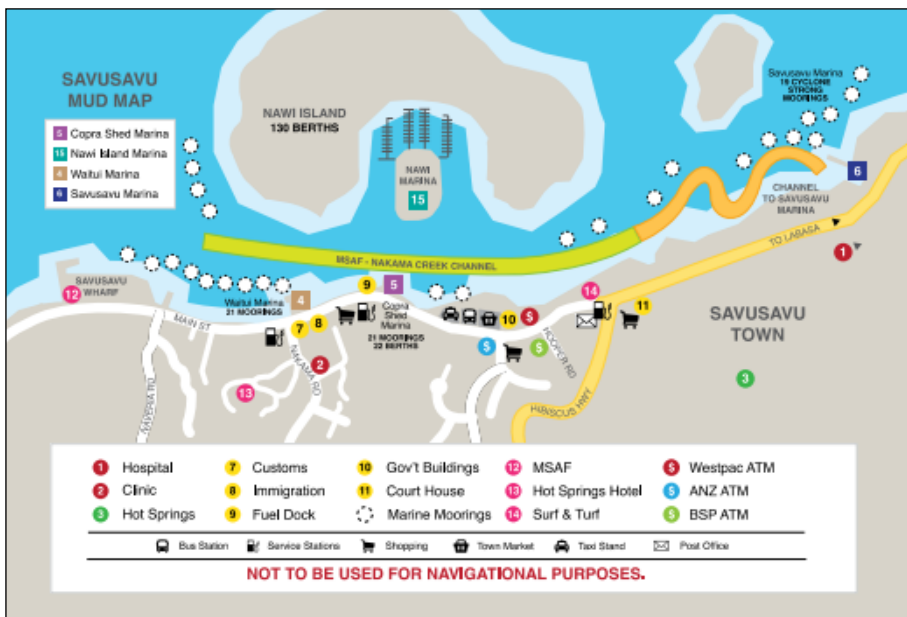 SAVUSAVU
MUD MAP
5 Copra Shed Marina
15 Nawi Island Marina
4 Waitui Marina
6 Savusavu Marina
NAWI ISLAND
130 BERTHS
NAWI
MARINA
15
Savusavu Marina
19 CYCLONE
STRONG
MOORINGS
6
CHANNEL
TO SAVUSAVU
MARINA
TO LABASA
1
MSAF - NAKAMA CREEK CHANNEL
SAVUSAVU
WHARF
12
MAIN ST
Waitui Marina
21 MOORINGS
4
7
8
9
5
Copra
Shed
Marina
21 MOORINGS
22 BERTHS
10
$
14
11
$
$
HOOPER RD
HIBISCUS HWY
NAVERIA RD
NAKAMA RD
2
13
SAVUSAVU
TOWN
3
1 Hospital
2 Clinic
3 Hot Springs
7 Customs
8 Immigration
9 Fuel Dock
10 Gov't Buildings
11 Court House
Marine Moorings
12 MSAF
13 Hot Springs Hotel
14 Surf & Turf
$ Westpac ATM
$ ANZ ATM
$ BSP ATM
Bus Station
Service Stations
Shopping
Town Market
Taxi Stand
Post Office
NOT TO BE USED FOR NAVIGATIONAL PURPOSES.